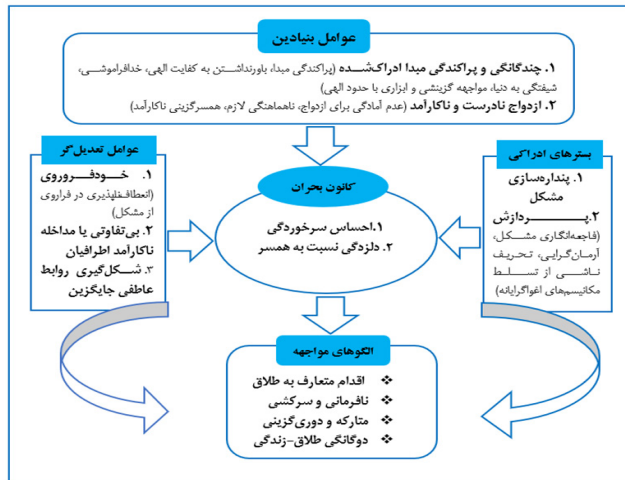 عوامل بنیادین
۱. چندگانگی و پراکندگی مبدا ادراک‌شده (پراکندگی مبدا، باورنداشتن به کفایت الهی، خدافراموشی،
شیفتگی به دنیا، مواجهه گزینشی و ابزاری با حدود الهی)
۲. ازدواج نادرست و ناکارآمد (عدم آمادگی برای ازدواج، ناهماهنگی لازم، همسرگزینی ناکارآمد)
بسترهای ادراکی
۱. پنداره‌سازی
مشکل
۲. پردازش
(فاجعه‌انگاری مشکل،
آرمان‌گرایی، تحریف
ناشی از تسلط
مکانیسم‌های اغواگرایانه)
کانون بحران
۱.احساس سرخوردگی
۲. دلزدگی نسبت به همسر
عوامل تعدیل‌گر
۱. خودفروروی
(انعطاف‌ناپذیری در فراروی
از مشکل)
۲. بی‌تفاوتی یا مداخله
ناکارآمد اطرافیان
۳. شکل‌گیری روابط
عاطفی جایگزین
الگوهای مواجهه
❖ اقدام متعارف به طلاق
❖ نافرمانی و سرکشی
❖ متارکه و دوری‌گزینی
❖ دوگانگی طلاق-زندگی